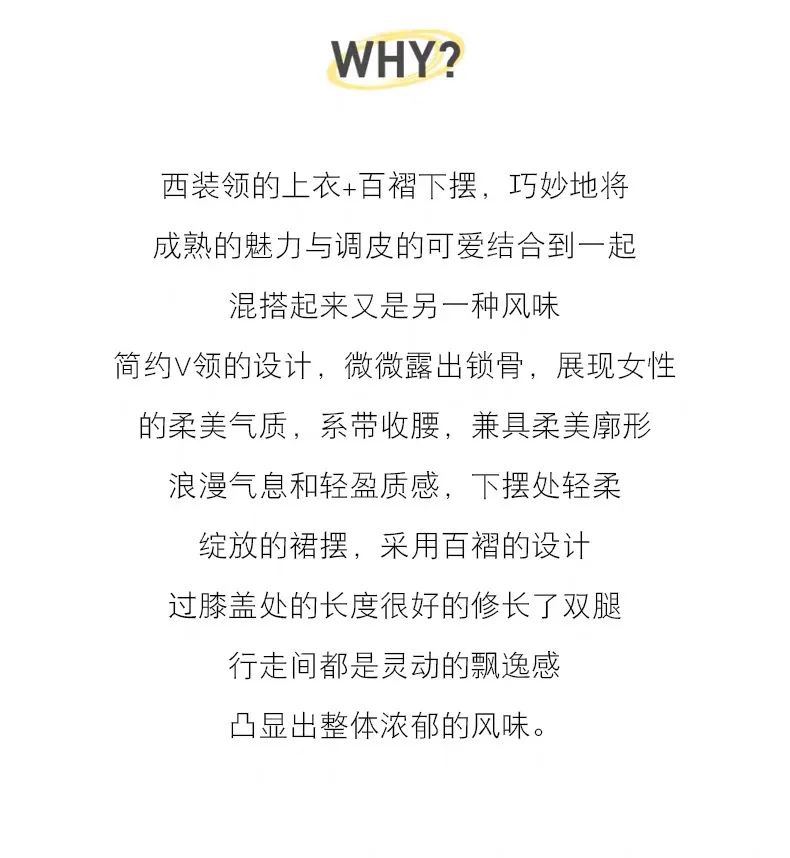 WHY?
西装领的上衣+百褶下摆，巧妙地将
成熟的魅力与调皮的可爱结合到一起
混搭起来又是另一种风味
简约V领的设计，微微露出锁骨，展现女性
的柔美气质，系带收腰，兼具柔美廓形
浪漫气息和轻盈质感，下摆处轻柔
绽放的裙摆，采用百褶的设计
过膝盖处的长度很好的修长了双腿
行走间都是灵动的飘逸感
凸显出整体浓郁的风味。